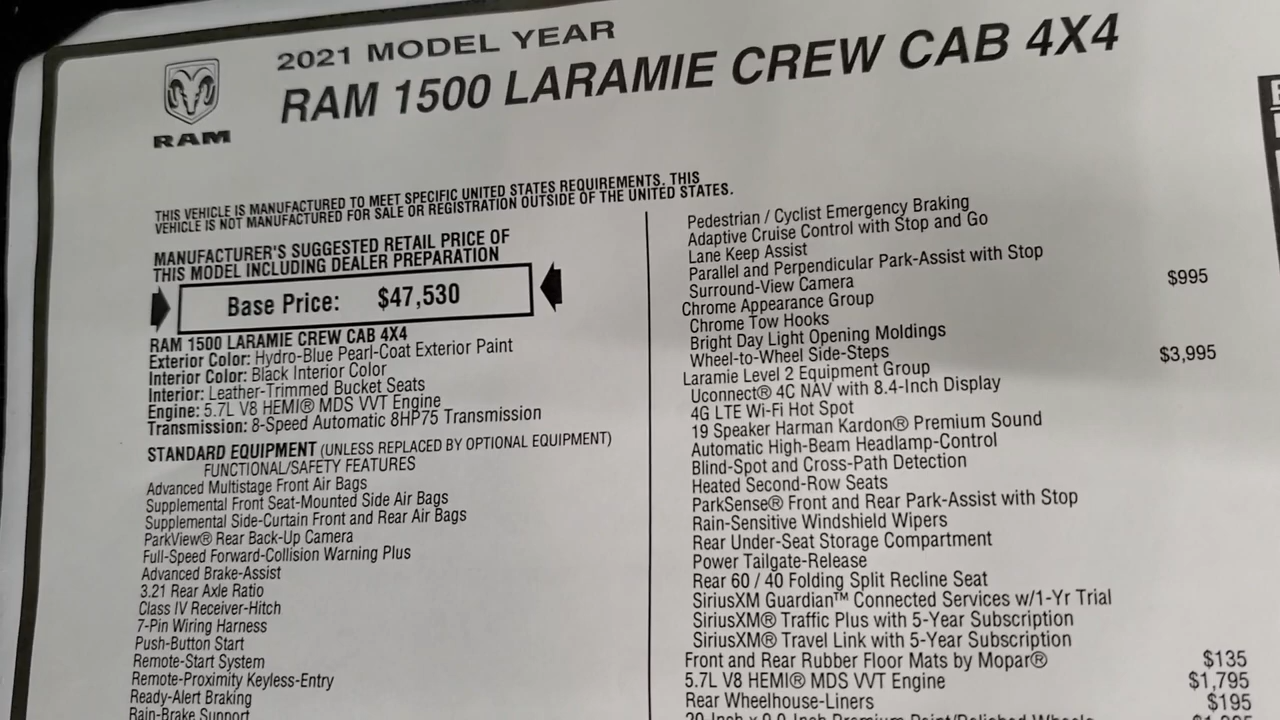 2021 MODEL YEAR
RAM 1500 LARAMIE CREW CAB 4X4
RAM
THIS VEHICLE IS MANUFACTURED TO MEET SPECIFIC UNITED STATES REQUIREMENTS. THIS
VEHICLE IS NOT MANUFACTURED FOR SALE OR REGISTRATION OUTSIDE OF THE UNITED STATES.
MANUFACTURER'S SUGGESTED RETAIL PRICE OF
THIS MODEL INCLUDING DEALER PREPARATION
Base Price: $47,530
RAM 1500 LARAMIE CREW CAB 4X4
Exterior Color: Hydro-Blue Pearl-Coat Exterior Paint
Interior Color: Black Interior Color
Interior: Leather-Trimmed Bucket Seats
Engine: 5.7L V8 HEMI® MDS VVT Engine
Transmission: 8-Speed Automatic 8HP75 Transmission
STANDARD EQUIPMENT (UNLESS REPLACED BY OPTIONAL EQUIPMENT)
FUNCTIONAL/SAFETY FEATURES
Advanced Multistage Front Air Bags
Supplemental Front Seat-Mounted Side Air Bags
Supplemental Side-Curtain Front and Rear Air Bags
ParkView® Rear Back-Up Camera
Full-Speed Forward-Collision Warning Plus
Advanced Brake-Assist
3.21 Rear Axle Ratio
Class IV Receiver-Hitch
7-Pin Wiring Harness
Push-Button Start
Remote-Start System
Remote-Proximity Keyless-Entry
Ready-Alert Braking
Rain-Brake Support
Pedestrian / Cyclist Emergency Braking
Adaptive Cruise Control with Stop and Go
Lane Keep Assist
Parallel and Perpendicular Park-Assist with Stop
Surround-View Camera
Chrome Appearance Group $995
Chrome Tow Hooks
Bright Day Light Opening Moldings
Wheel-to-Wheel Side-Steps
Laramie Level 2 Equipment Group $3,995
Uconnect® 4C NAV with 8.4-Inch Display
4G LTE Wi-Fi Hot Spot
19 Speaker Harman Kardon® Premium Sound
Automatic High-Beam Headlamp-Control
Blind-Spot and Cross-Path Detection
Heated Second-Row Seats
ParkSense® Front and Rear Park-Assist with Stop
Rain-Sensitive Windshield Wipers
Rear Under-Seat Storage Compartment
Power Tailgate-Release
Rear 60 / 40 Folding Split Recline Seat
SiriusXM Guardian™ Connected Services w/1-Yr Trial
SiriusXM® Traffic Plus with 5-Year Subscription
SiriusXM® Travel Link with 5-Year Subscription
Front and Rear Rubber Floor Mats by Mopar® $135
5.7L V8 HEMI® MDS VVT Engine $1,795
Rear Wheelhouse-Liners $195